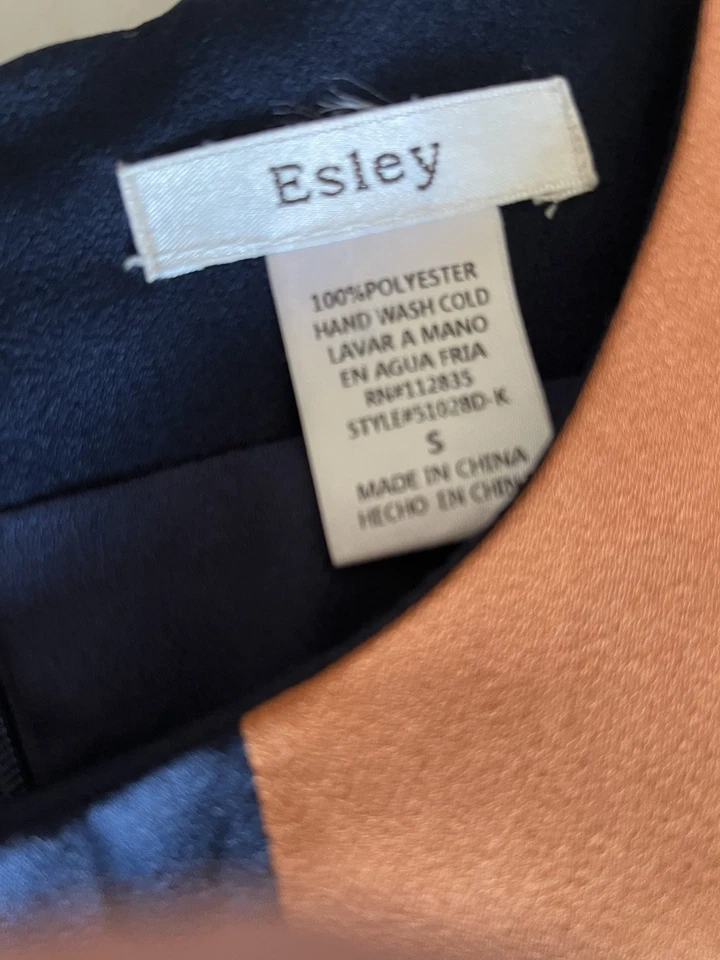 Esley
100%POLYESTER
HAND WASH COLD
LAVAR A MANO
EN AGUA FRIA
RN#112835
STYLE#51028D-K
S
MADE IN CHINA
HECHO EN CHIN